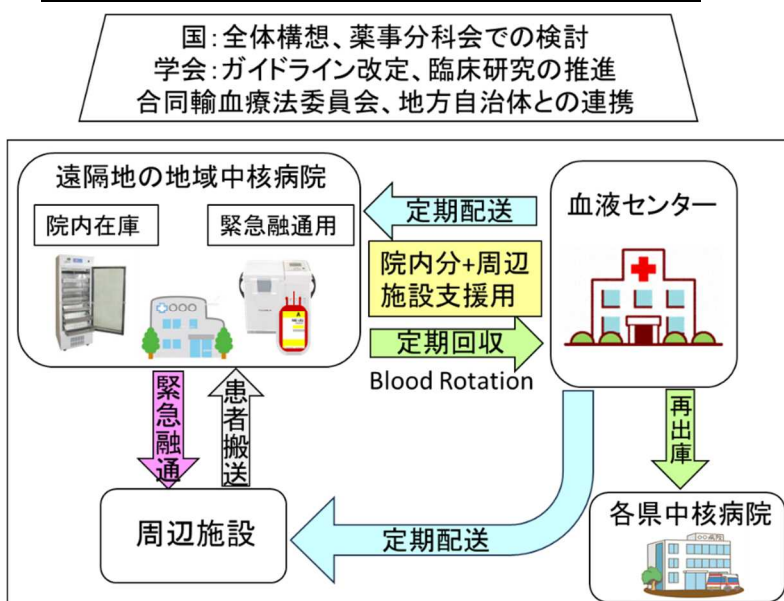 国:全体構想、薬事分科会での検討
学会:ガイドライン改定、臨床研究の推進
合同輸血療法委員会、地方自治体との連携
遠隔地の地域中核病院
院内在庫
緊急融通用
定期配送
血液センター
院内分+周辺
施設支援用
定期回収
Blood Rotation
緊急融通
患者搬送
再出庫
周辺施設
定期配送
各県中核病院